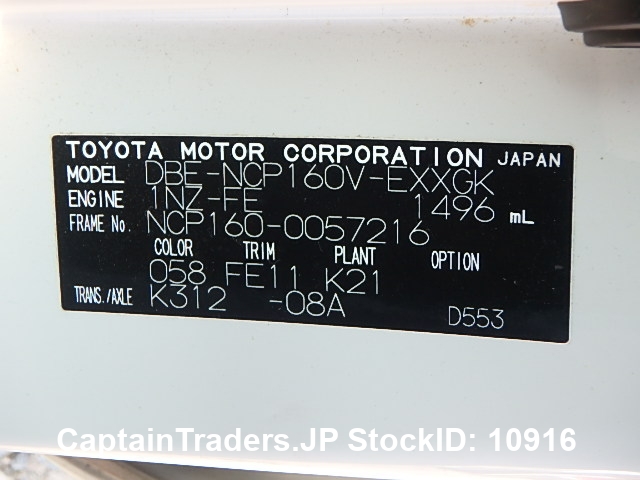 TOYOTA MOTOR CORPORATION JAPAN
MODEL DBE-NCP160V-EXXGK
ENGINE 1NZ-FE 1496 mL
FRAME No. NCP160-0057216
COLOR TRIM PLANT OPTION
058 FE11 K21
TRANS./AXLE K312 -08A
D553
CaptainTraders.JP StockID: 10916